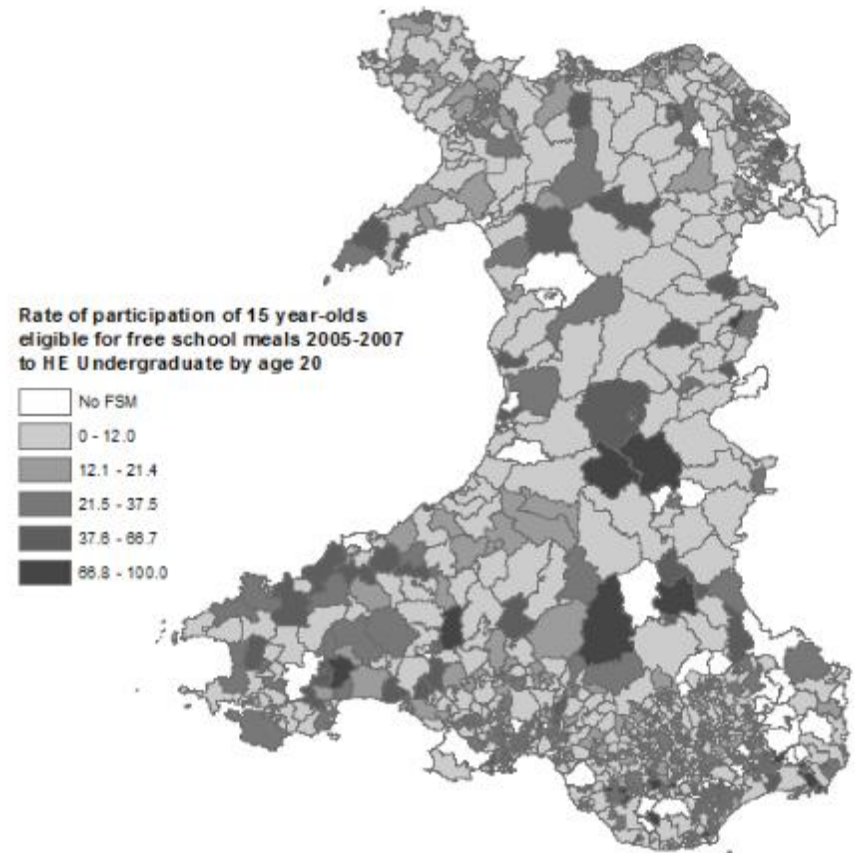 Rate of participation of 15 year-olds
eligible for free school meals 2005-2007
to HE Undergraduate by age 20
No FSM
0 - 12.0
12.1 - 21.4
21.5 - 37.5
37.6 - 66.7
66.8 - 100.0